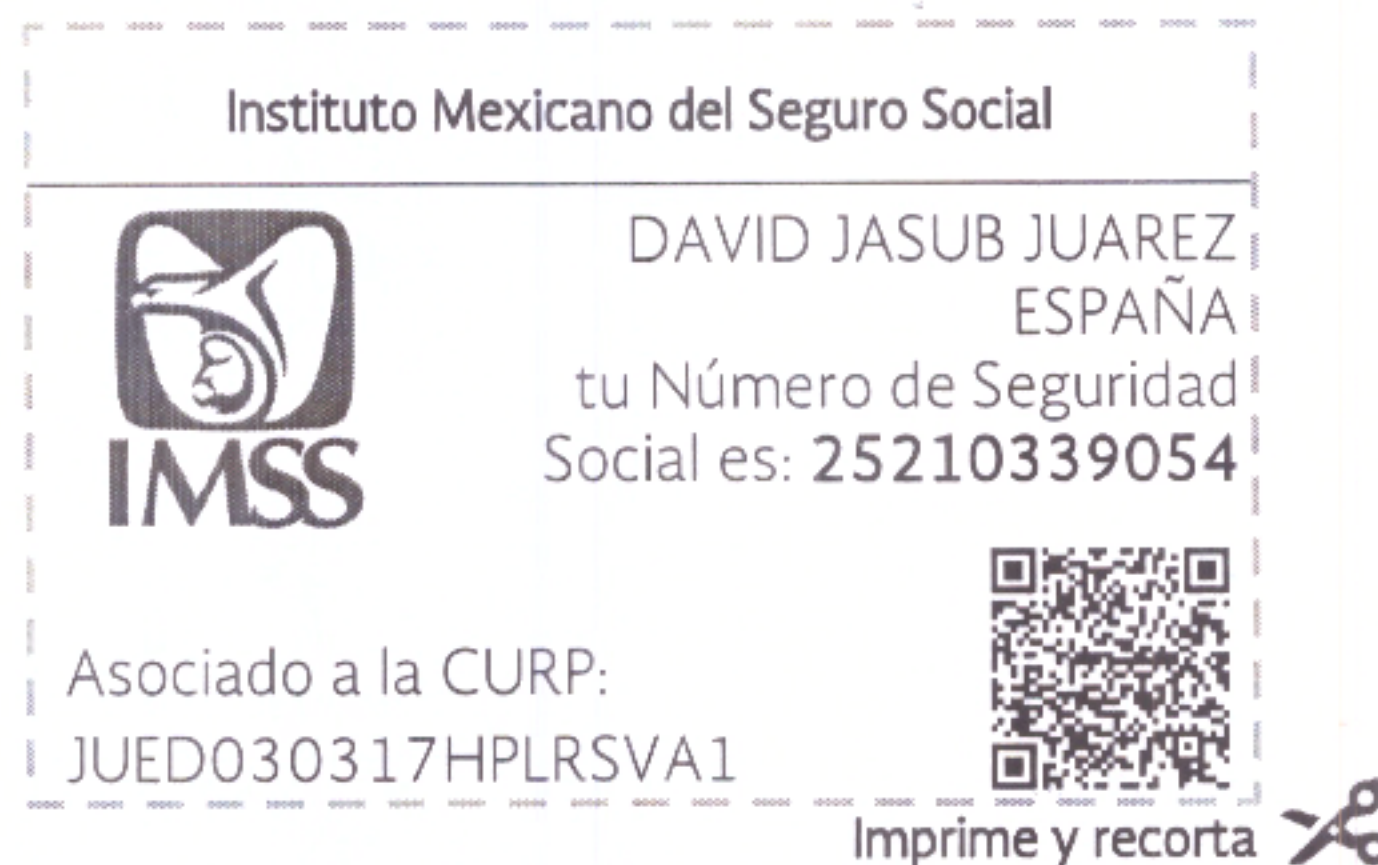 Instituto Mexicano del Seguro Social
DAVID JASUB JUAREZ
ESPAÑA
tu Número de Seguridad
Social es: 25210339054
IMSS
Asociado a la CURP:
JUED030317HPLRSVA1
Imprime y recorta